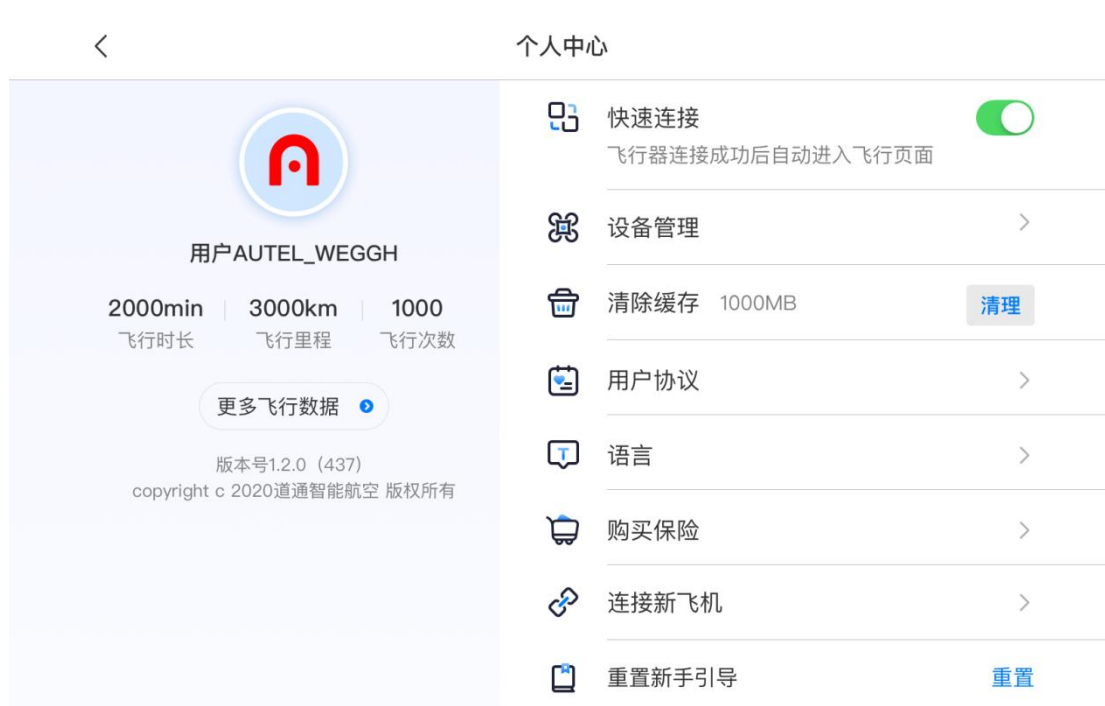 个人中心
用户AUTEL_WEGGH
2000min 3000km 1000
飞行时长 飞行里程 飞行次数
更多飞行数据
版本号1.2.0（437）
copyright c 2020道通智能航空 版权所有
快速连接
飞行器连接成功后自动进入飞行页面
设备管理
清除缓存 1000MB 清理
用户协议
T 语言
购买保险
连接新飞机
重置新手引导 重置